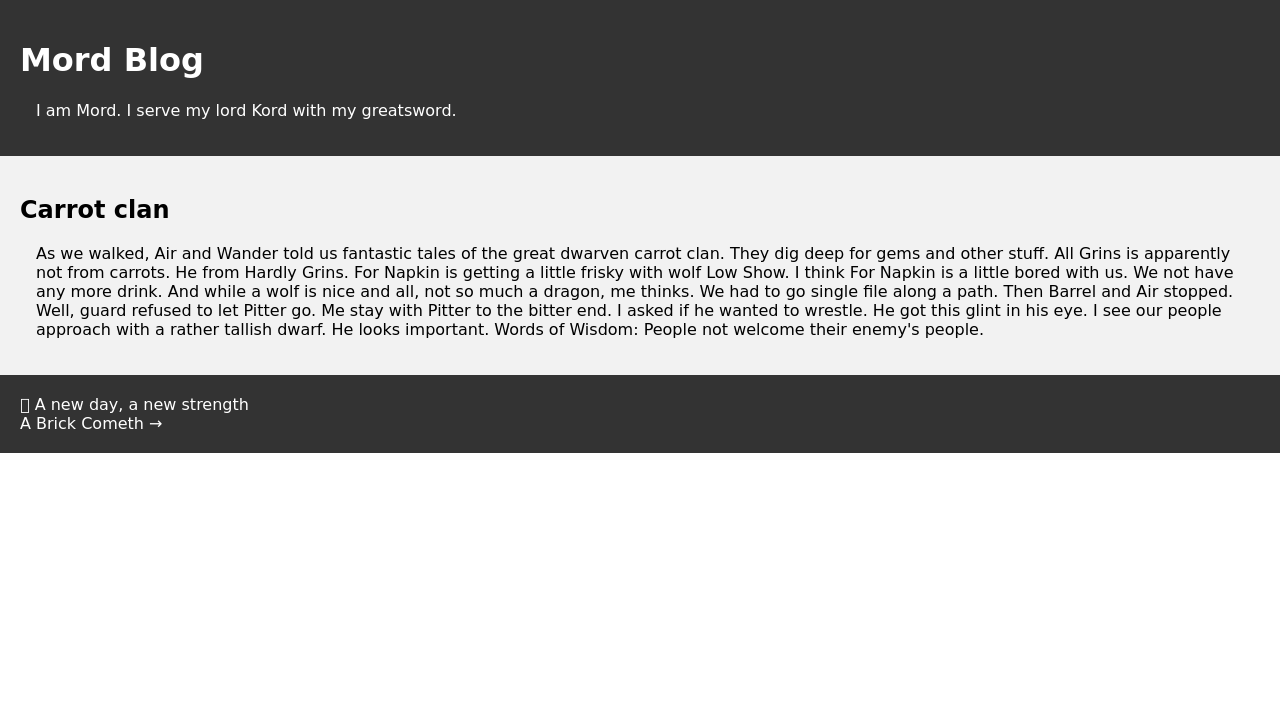 Mord Blog
I am Mord. I serve my lord Kord with my greatsword.
Carrot clan
As we walked, Air and Wander told us fantastic tales of the great dwarven carrot clan. They dig deep for gems and other stuff. All Grins is apparently
not from carrots. He from Hardly Grins. For Napkin is getting a little frisky with wolf Low Show. I think For Napkin is a little bored with us. We not have
any more drink. And while a wolf is nice and all, not so much a dragon, me thinks. We had to go single file along a path. Then Barrel and Air stopped.
Well, guard refused to let Pitter go. Me stay with Pitter to the bitter end. I asked if he wanted to wrestle. He got this glint in his eye. I see our people
approach with a rather tallish dwarf. He looks important. Words of Wisdom: People not welcome their enemy's people.
A new day, a new strength
A Brick Cometh →